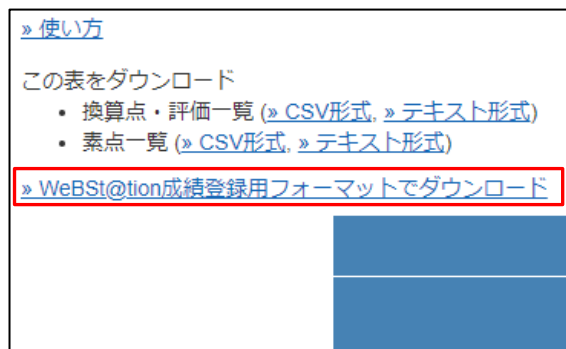 » 使い方
この表をダウンロード
• 換算点・評価一覧 (» CSV形式, » テキスト形式)
• 素点一覧 (» CSV形式, » テキスト形式)
» WeBSt@tion成績登録用フォーマットでダウンロード